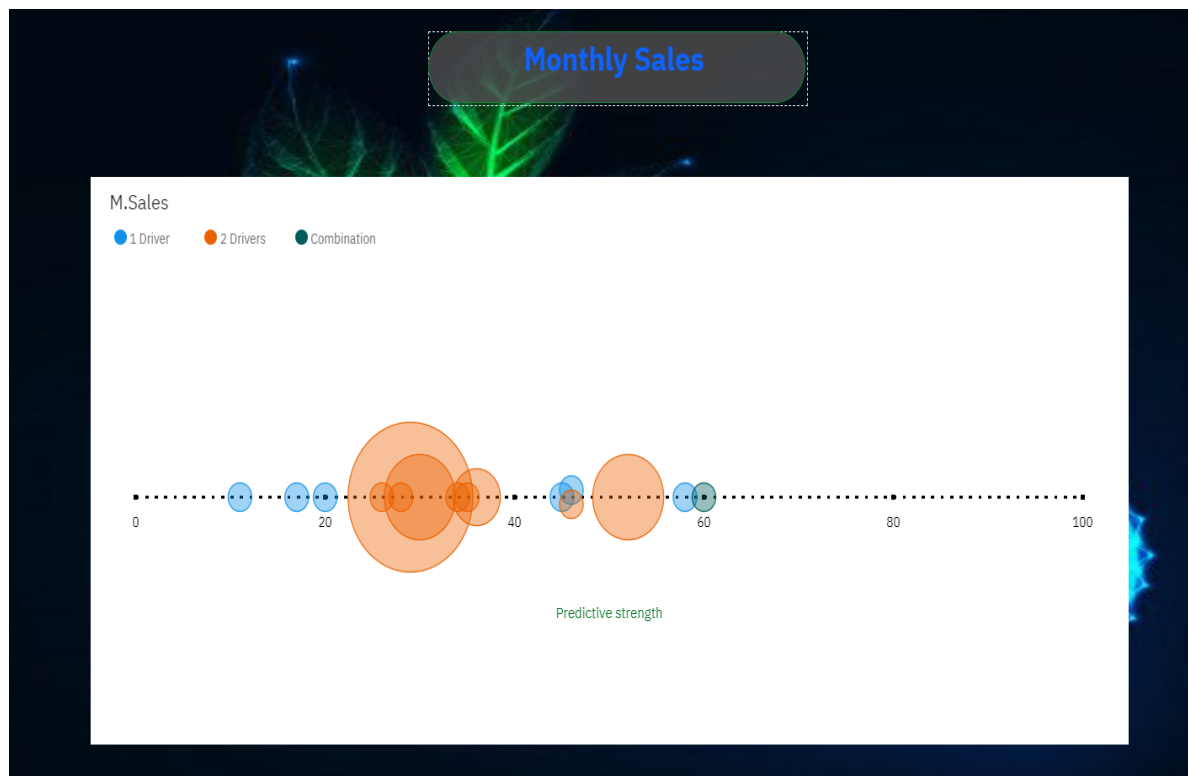 Monthly Sales
M.Sales
1 Driver 2 Drivers Combination
0 20 40 60 80 100
Predictive strength